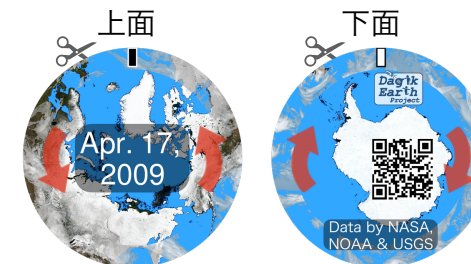 上面
下面
Apr. 17,
2009
Dagik
Earth
Project
Data by NASA,
NOAA & USGS